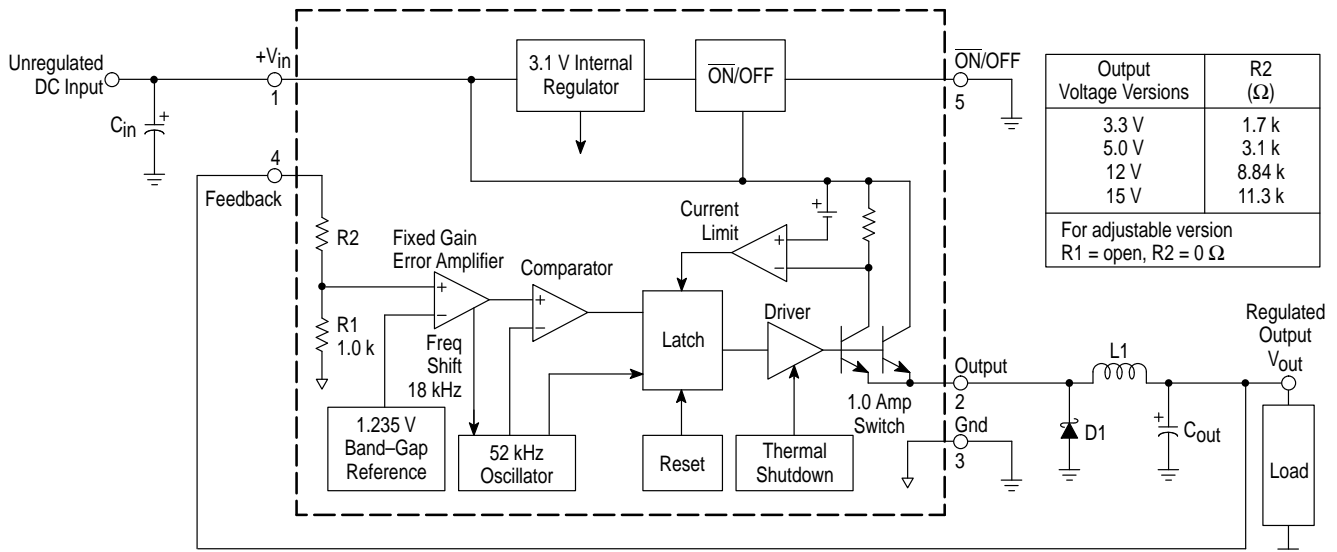 Unregulated
DC Input
+Vin
1
Cin
+
4
Feedback
3.1 V Internal
Regulator
ON/OFF
ON/OFF
5
Output
Voltage Versions
R2
(Ω)
3.3 V
1.7 k
5.0 V
3.1 k
12 V
8.84 k
15 V
11.3 k
For adjustable version
R1 = open, R2 = 0 Ω
R2
R1
1.0 k
Fixed Gain
Error Amplifier
+
–
Freq
Shift
18 kHz
Comparator
+
–
Current
Limit
+
–
+
Latch
Driver
1.0 Amp
Switch
1.235 V
Band–Gap
Reference
52 kHz
Oscillator
Reset
Thermal
Shutdown
Output
2
Gnd
3
D1
L1
+
Cout
Regulated
Output
Vout
Load